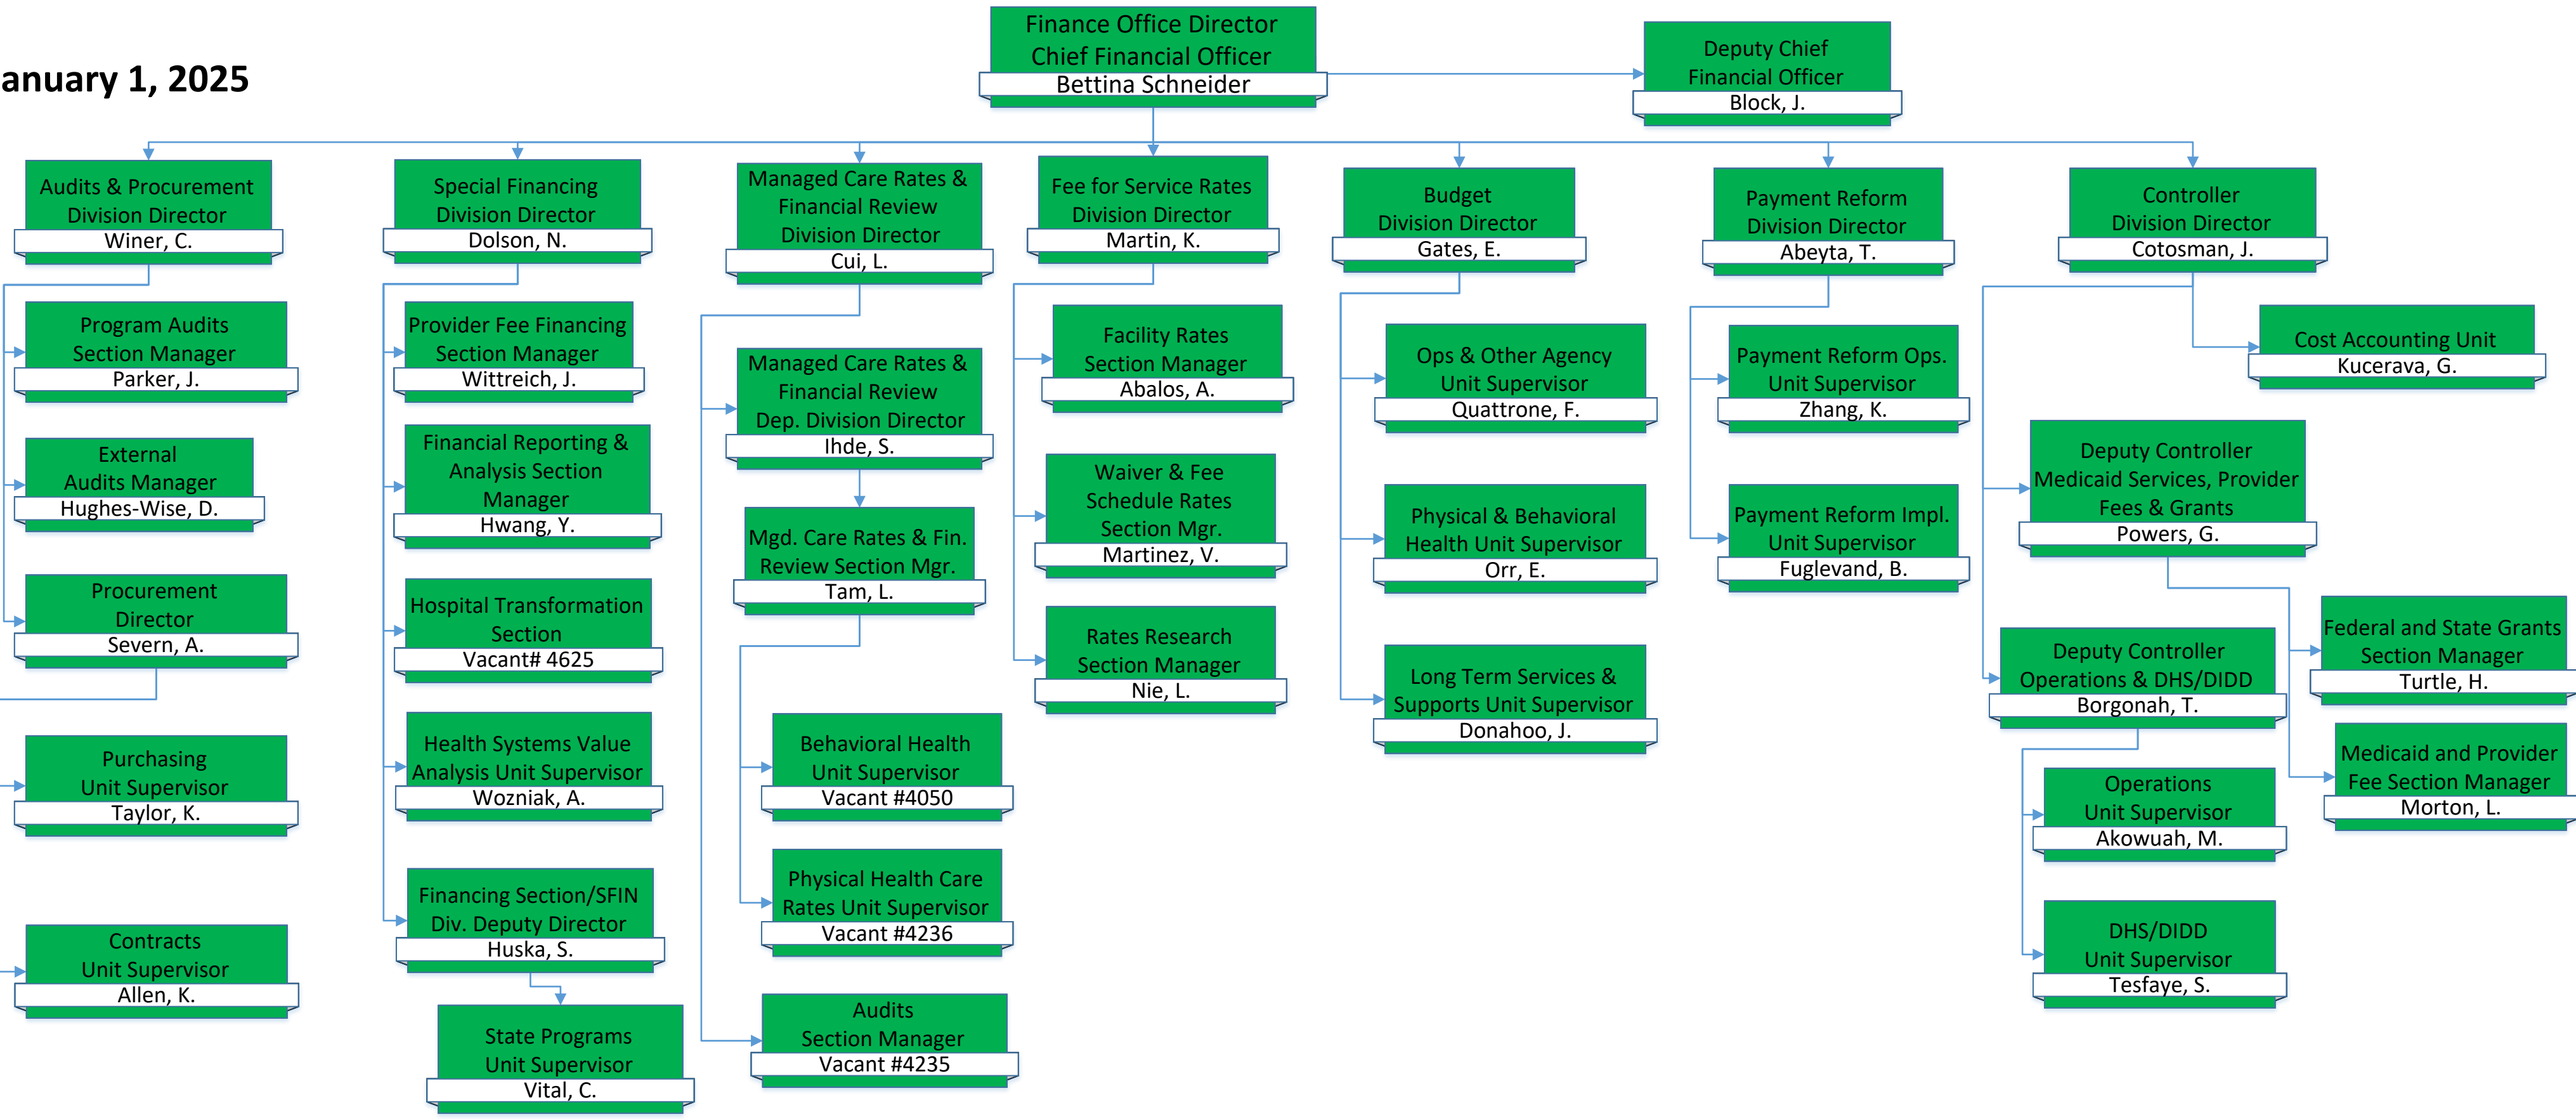 anuary 1, 2025
Finance Office Director
Chief Financial Officer
Bettina Schneider
Deputy Chief
Financial Officer
Block, J.
Audits & Procurement
Division Director
Winer, C.
Program Audits
Section Manager
Parker, J.
External
Audits Manager
Hughes-Wise, D.
Procurement
Director
Severn, A.
Purchasing
Unit Supervisor
Taylor, K.
Contracts
Unit Supervisor
Allen, K.
Special Financing
Division Director
Dolson, N.
Provider Fee Financing
Section Manager
Wittreich, J.
Financial Reporting &
Analysis Section
Manager
Hwang, Y.
Hospital Transformation
Section
Vacant# 4625
Health Systems Value
Analysis Unit Supervisor
Wozniak, A.
Financing Section/SFIN
Div. Deputy Director
Huska, S.
State Programs
Unit Supervisor
Vital, C.
Managed Care Rates &
Financial Review
Division Director
Cui, L.
Managed Care Rates &
Financial Review
Dep. Division Director
Ihde, S.
Mgd. Care Rates & Fin.
Review Section Mgr.
Tam, L.
Behavioral Health
Unit Supervisor
Vacant #4050
Physical Health Care
Rates Unit Supervisor
Vacant #4236
Audits
Section Manager
Vacant #4235
Fee for Service Rates
Division Director
Martin, K.
Facility Rates
Section Manager
Abalos, A.
Waiver & Fee
Schedule Rates
Section Mgr.
Martinez, V.
Rates Research
Section Manager
Nie, L.
Budget
Division Director
Gates, E.
Ops & Other Agency
Unit Supervisor
Quattrone, F.
Physical & Behavioral
Health Unit Supervisor
Orr, E.
Long Term Services &
Supports Unit Supervisor
Donahoo, J.
Payment Reform
Division Director
Abeyta, T.
Payment Reform Ops.
Unit Supervisor
Zhang, K.
Payment Reform Impl.
Unit Supervisor
Fuglevand, B.
Controller
Division Director
Cotosman, J.
Cost Accounting Unit
Kucerava, G.
Deputy Controller
Medicaid Services, Provider
Fees & Grants
Powers, G.
Federal and State Grants
Section Manager
Turtle, H.
Medicaid and Provider
Fee Section Manager
Morton, L.
Deputy Controller
Operations & DHS/DIDD
Borgonah, T.
Operations
Unit Supervisor
Akowuah, M.
DHS/DIDD
Unit Supervisor
Tesfaye, S.